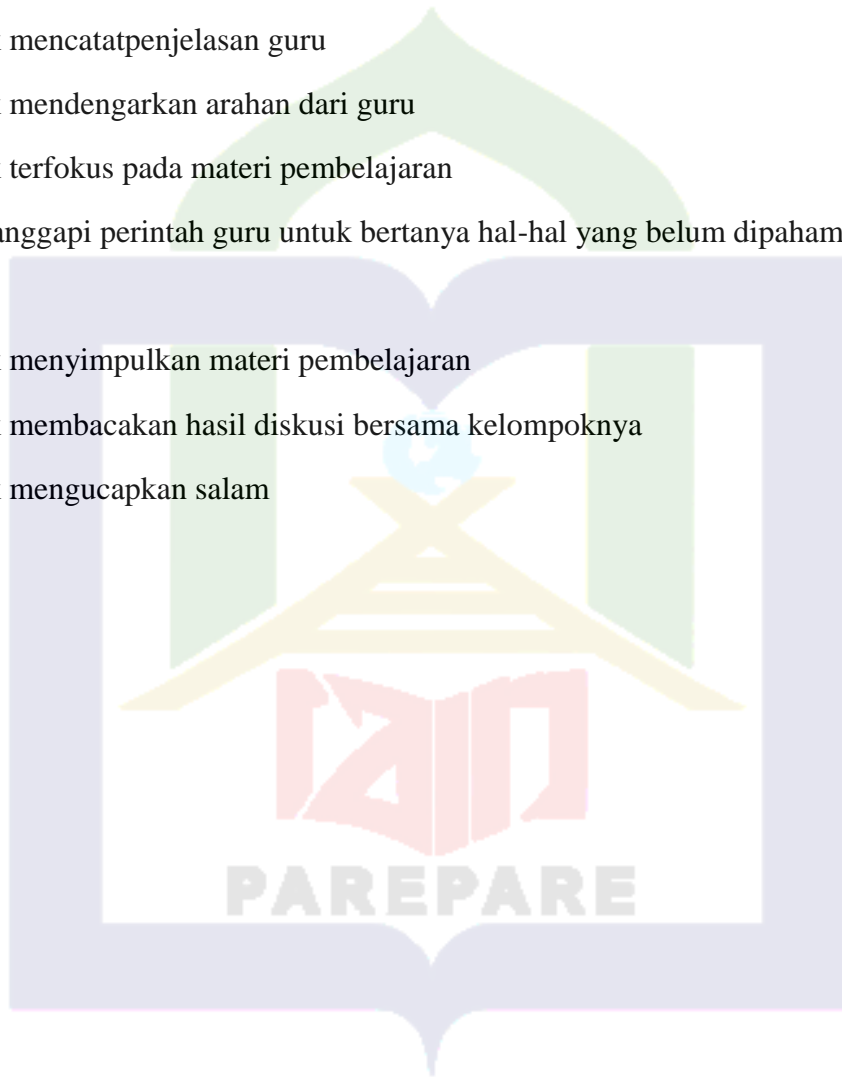 mencatatpenjelasan guru
mendengarkan arahan dari guru
terfokus pada materi pembelajaran
anggapi perintah guru untuk bertanya hal-hal yang belum dipaham
menyimpulkan materi pembelajaran
membacakan hasil diskusi bersama kelompoknya
mengucapkan salam
iain
PAREPARE